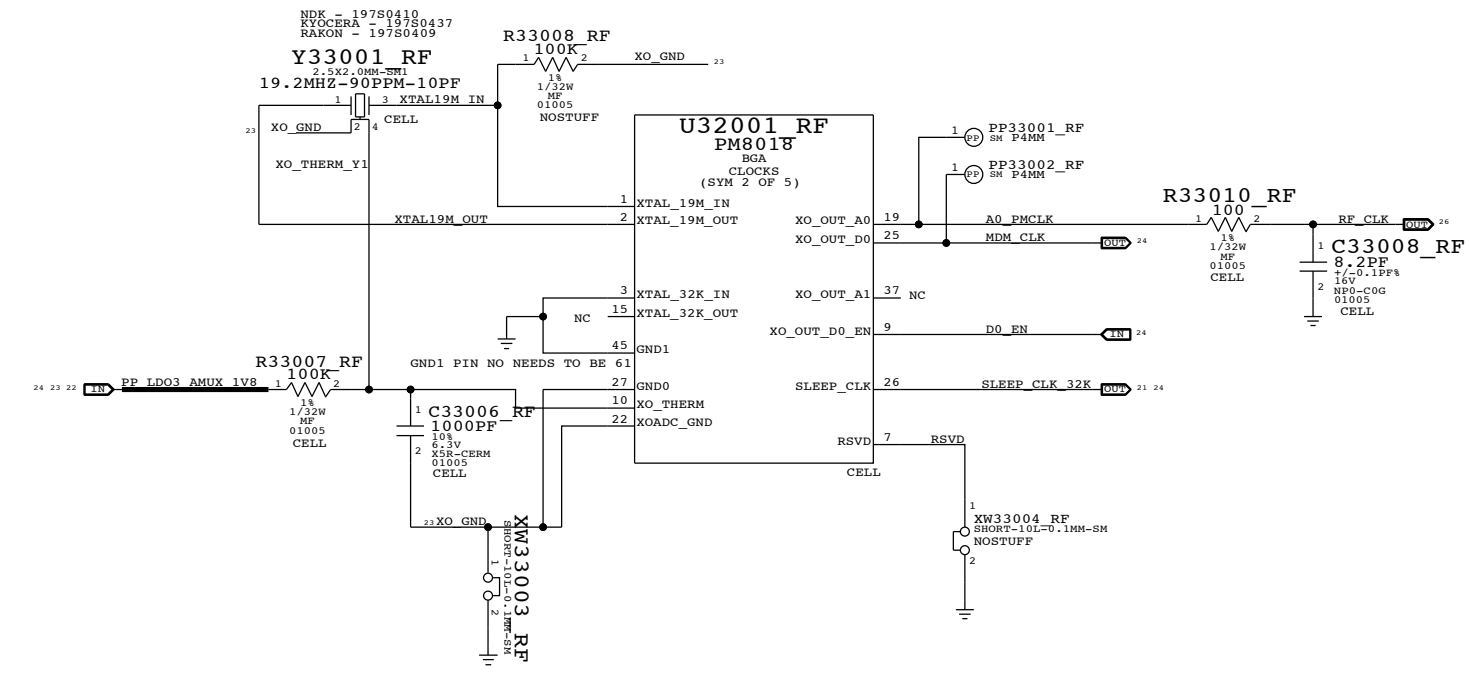 NDK - 197S0410
KYOCERA - 197S0437
RAKON - 197S0409
Y33001_RF
2.5X2.0MM-SM1
19.2MHZ-90PPM-10PF
1
3
XTAL19M_IN
CELL
23
XO_GND
2
4
XO_THERM_Y1
R33008_RF
100K
1
2
XO_GND
23
1%
1/32W
MF
01005
NOSTUFF
U32001_RF
PM8018
BGA
CLOCKS
(SYM 2 OF 5)
1
XTAL_19M_IN
XTAL19M_OUT
2
XTAL_19M_OUT
3
XTAL_32K_IN
NC
15
XTAL_32K_OUT
45
GND1
GND1 PIN NO NEEDS TO BE 61
27
GND0
10
XO_THERM
22
XOADC_GND
XO_OUT_A0
19
A0_PMCLK
XO_OUT_D0
25
MDM_CLK
OUT
24
XO_OUT_A1
37
NC
XO_OUT_D0_EN
9
D0_EN
IN
24
SLEEP_CLK
26
SLEEP_CLK_32K
OUT
21 24
RSVD
7
RSVD
CELL
1
PP
PP33001_RF
SM P4MM
1
PP
PP33002_RF
SM P4MM
R33010_RF
100
1
2
1%
1/32W
MF
01005
CELL
RF_CLK
OUT
26
1
C33008_RF
8.2PF
+/-0.1PF%
16V
2
NP0-C0G
01005
CELL
24 23 22
IN
PP_LDO3_AMUX_1V8
R33007_RF
100K
1
2
1%
1/32W
MF
01005
CELL
1
C33006_RF
1000PF
10%
6.3V
2
X5R-CERM
01005
CELL
23
XO_GND
XW33003_RF
SHORT-10L-0.1MM-SM
1
2
1
XW33004_RF
SHORT-10L-0.1MM-SM
NOSTUFF
2